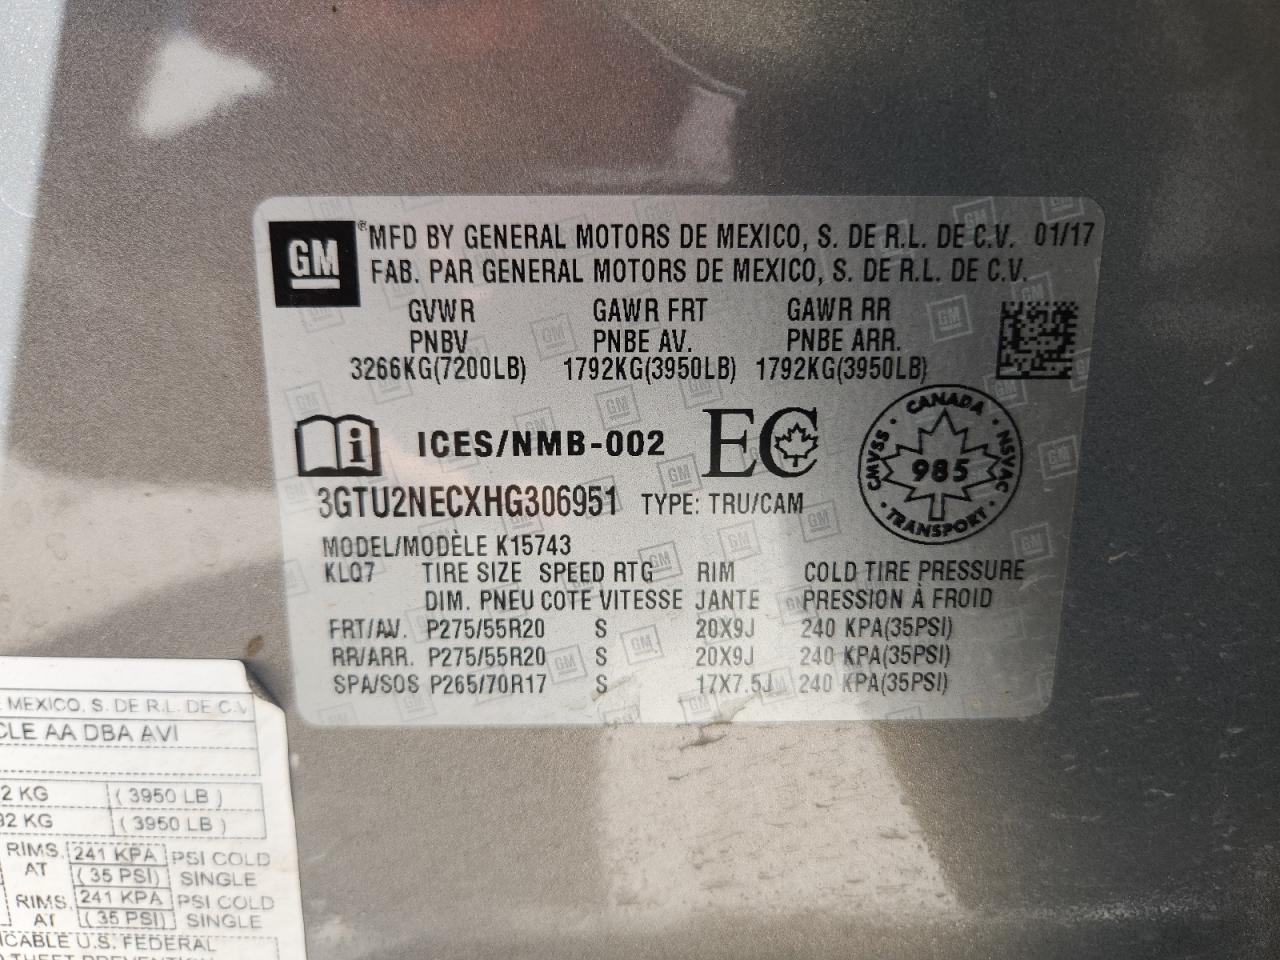 GM ® MFD BY GENERAL MOTORS DE MEXICO, S. DE R.L. DE C.V. 01/17
FAB. PAR GENERAL MOTORS DE MEXICO, S. DE R.L. DE C.V.
GVWR GAWR FRT GAWR RR
PNBV PNBE AV. PNBE ARR.
3266KG(7200LB) 1792KG(3950LB) 1792KG(3950LB)
i ICES/NMB-002 EC
CANADA
CMVSS 985 NSVAC
TRANSPORT
3GTU2NECXHG306951 TYPE: TRU/CAM
MODEL/MODÈLE K15743
KLQ7 TIRE SIZE SPEED RTG RIM COLD TIRE PRESSURE
DIM. PNEU COTE VITESSE JANTE PRESSION À FROID
FRT/AV. P275/55R20 S 20X9J 240 KPA(35PSI)
RR/ARR. P275/55R20 S 20X9J 240 KPA(35PSI)
SPA/SOS P265/70R17 S 17X7.5J 240 KPA(35PSI)
MEXICO, S. DE R.L. DE C.V
CLE AA DBA AVI
2 KG ( 3950 LB )
92 KG ( 3950 LB )
RIMS 241 KPA PSI COLD
AT ( 35 PSI) SINGLE
RIMS 241 KPA PSI COLD
AT ( 35 PSI) SINGLE
ICABLE U.S. FEDERAL
THEFT PREVENTION